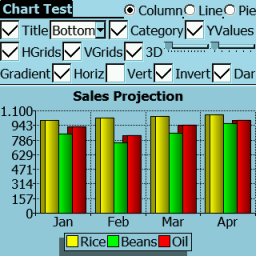 Chart Test Column Line Pie
Title Bottom Category YValues
HGrids VGrids 3D
Gradient Horiz Vert Invert Dar
Sales Projection
1.100
943
786
629
471
314
157
0
Jan Feb Mar Apr
Rice Beans Oil